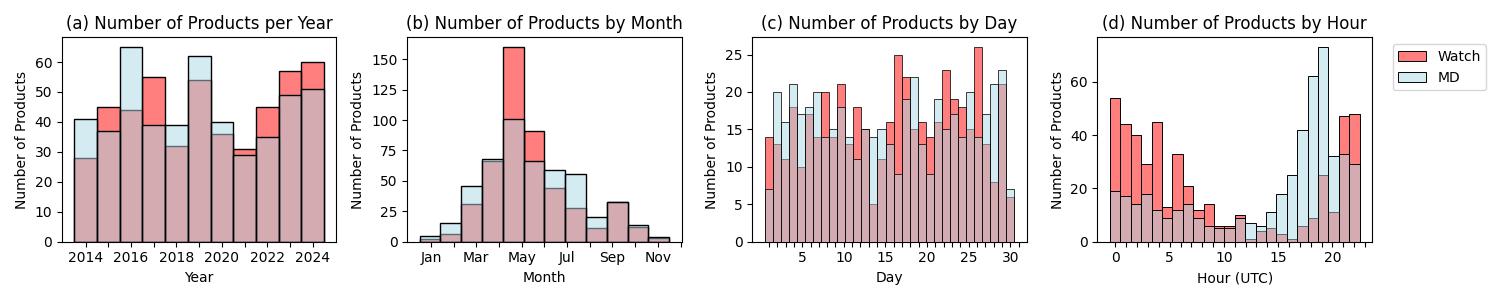 (a) Number of Products per Year
Number of Products
60
50
40
30
20
10
0
2014 2016 2018 2020 2022 2024
Year
(b) Number of Products by Month
Number of Products
150
125
100
75
50
25
0
Jan Mar May Jul Sep Nov
Month
(c) Number of Products by Day
Number of Products
25
20
15
10
5
0
5 10 15 20 25 30
Day
(d) Number of Products by Hour
Number of Products
60
40
20
0
0 5 10 15 20
Hour (UTC)
Watch
MD